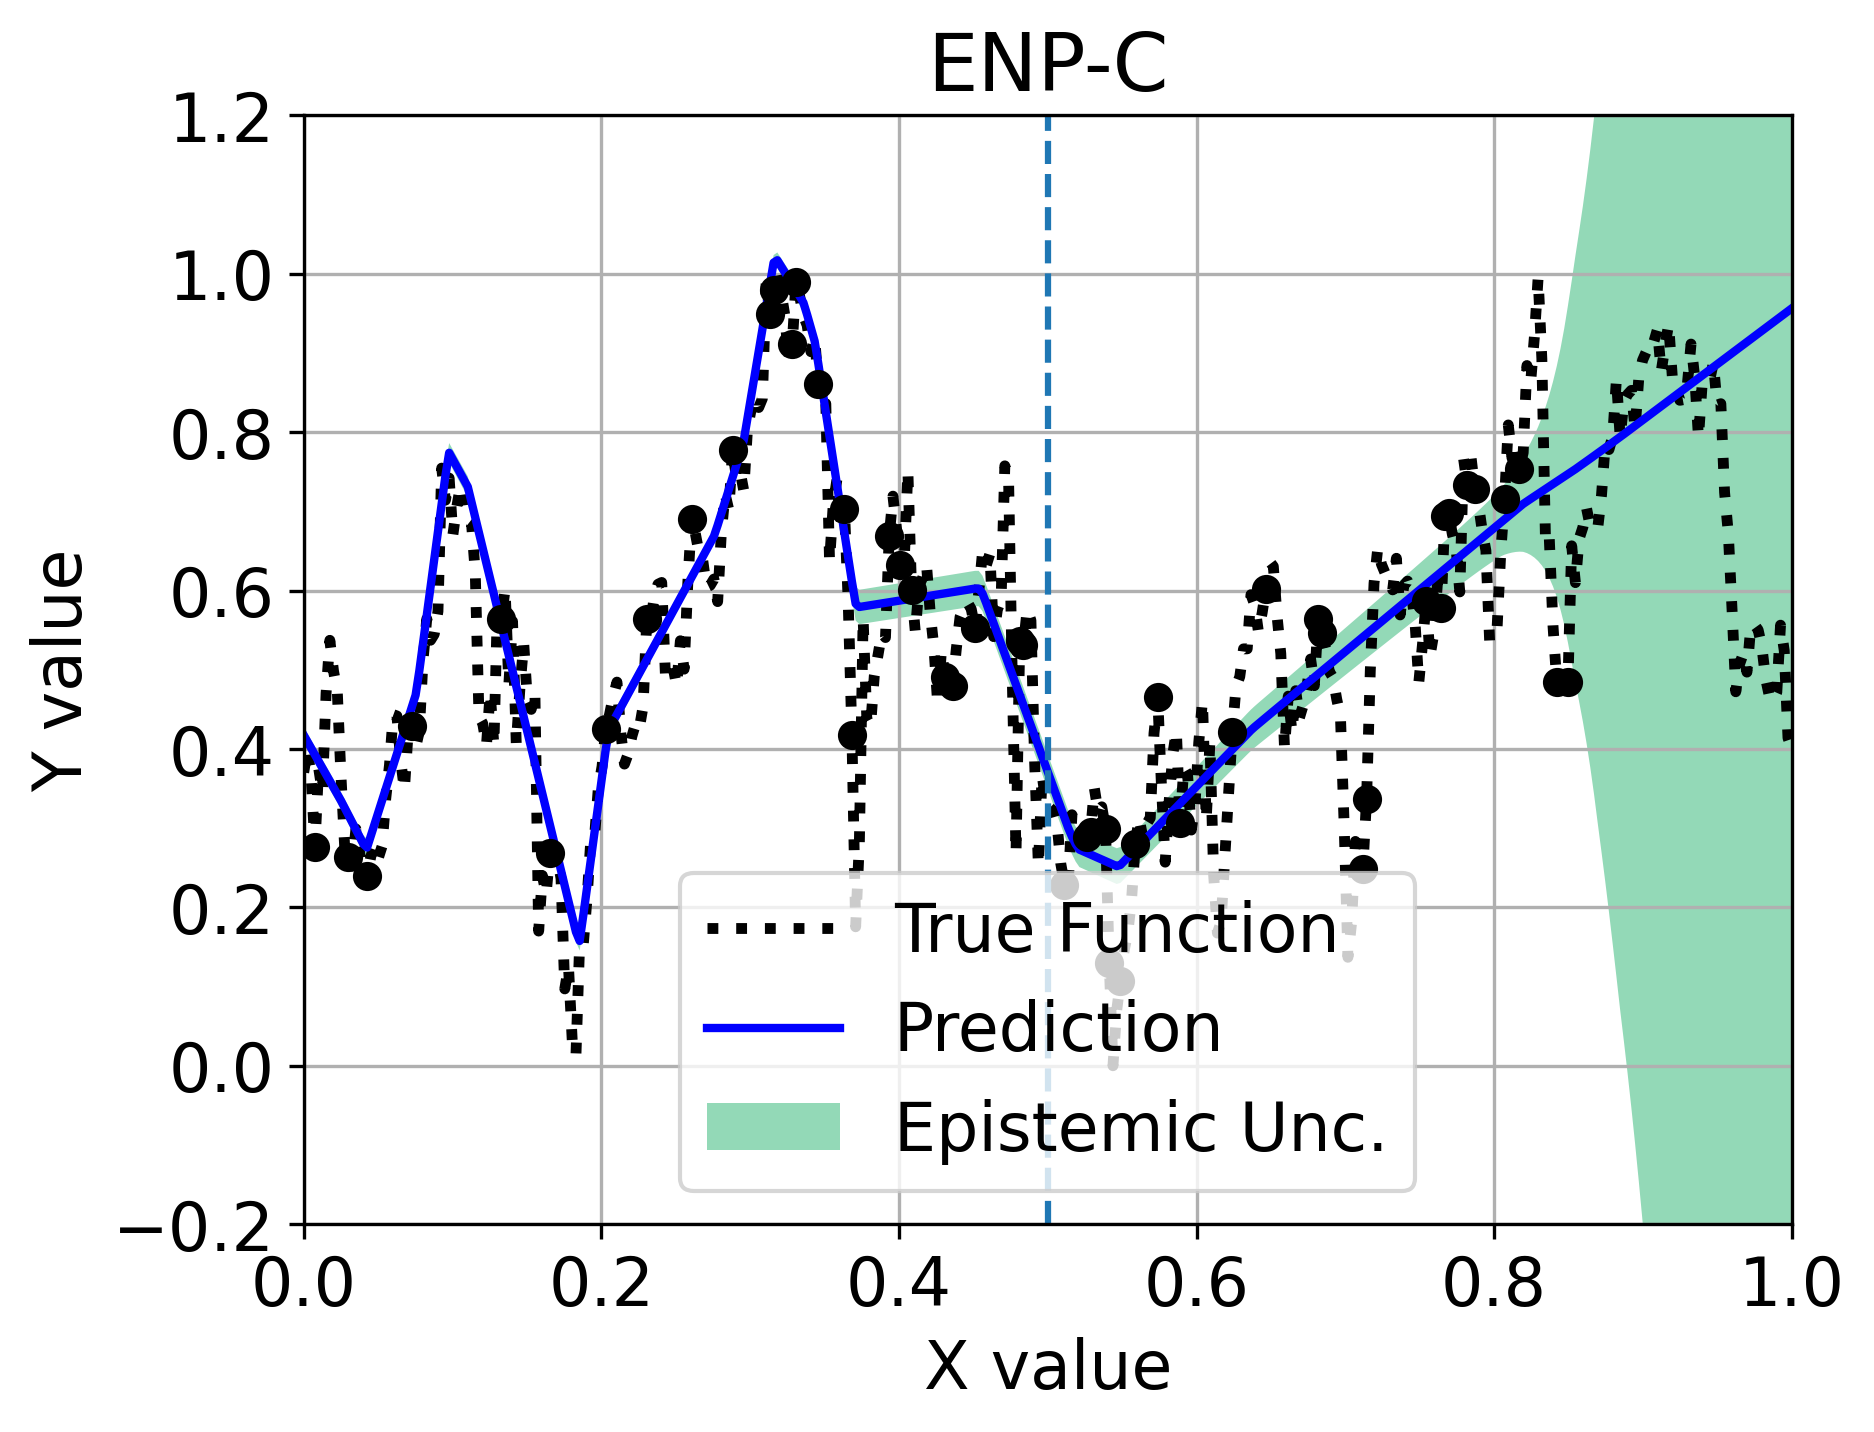 ENP-C
1.2
1.0
0.8
0.6
0.4
0.2
0.0
−0.2
Y value
True Function
Prediction
Epistemic Unc.
0.0 0.2 0.4 0.6 0.8 1.0
X value